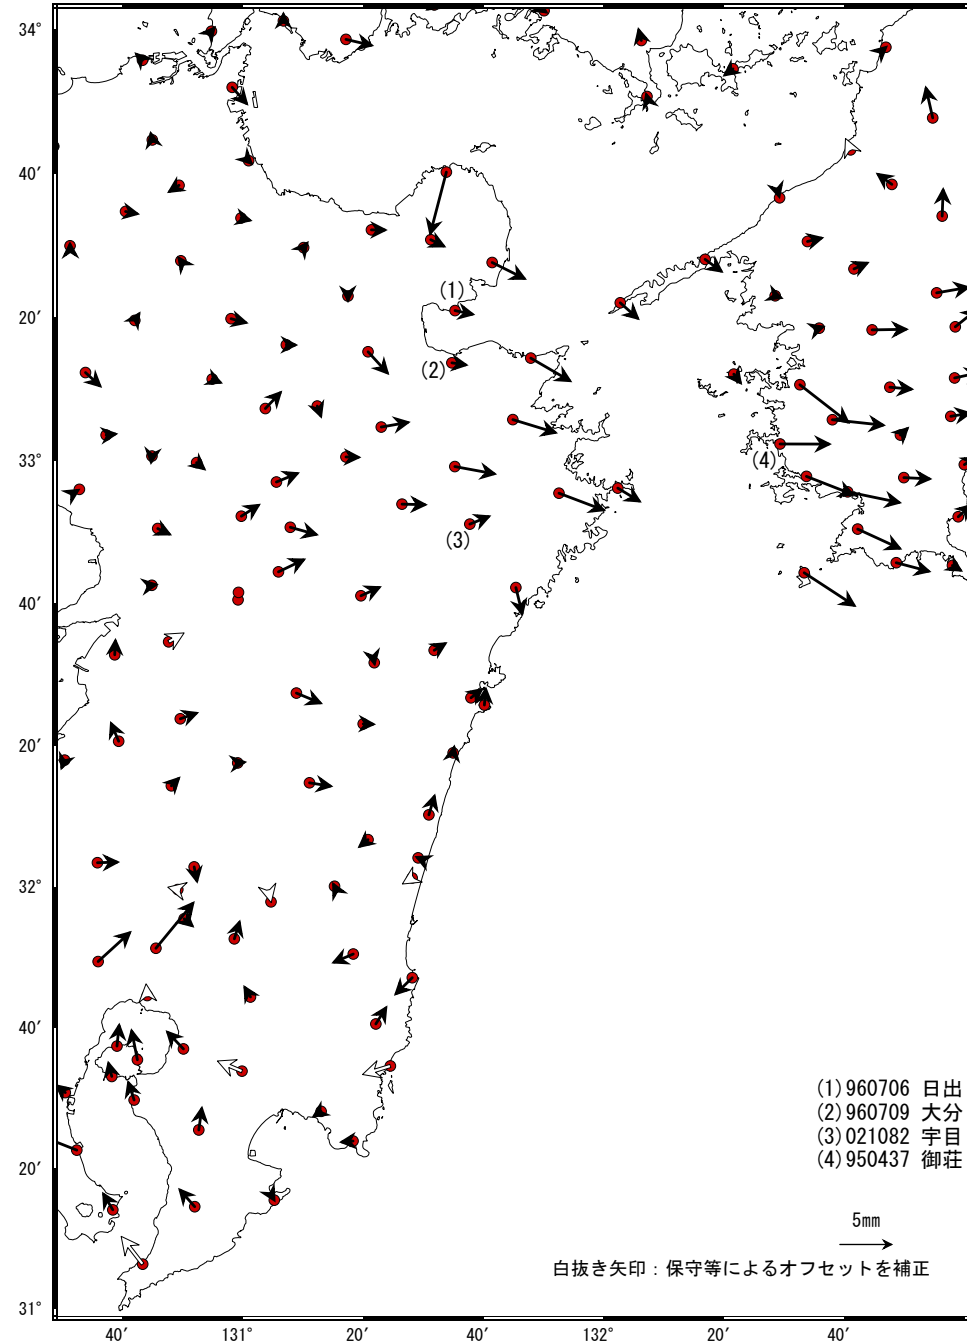 34°
40′
20′
33°
40′
20′
32°
40′
20′
31°
(1)
(2)
(3)
(4)
(1)960706 日出
(2)960709 大分
(3)021082 宇目
(4)950437 御荘
5mm
白抜き矢印：保守等によるオフセットを補正
40′ 131° 20′ 40′ 132° 20′ 40′